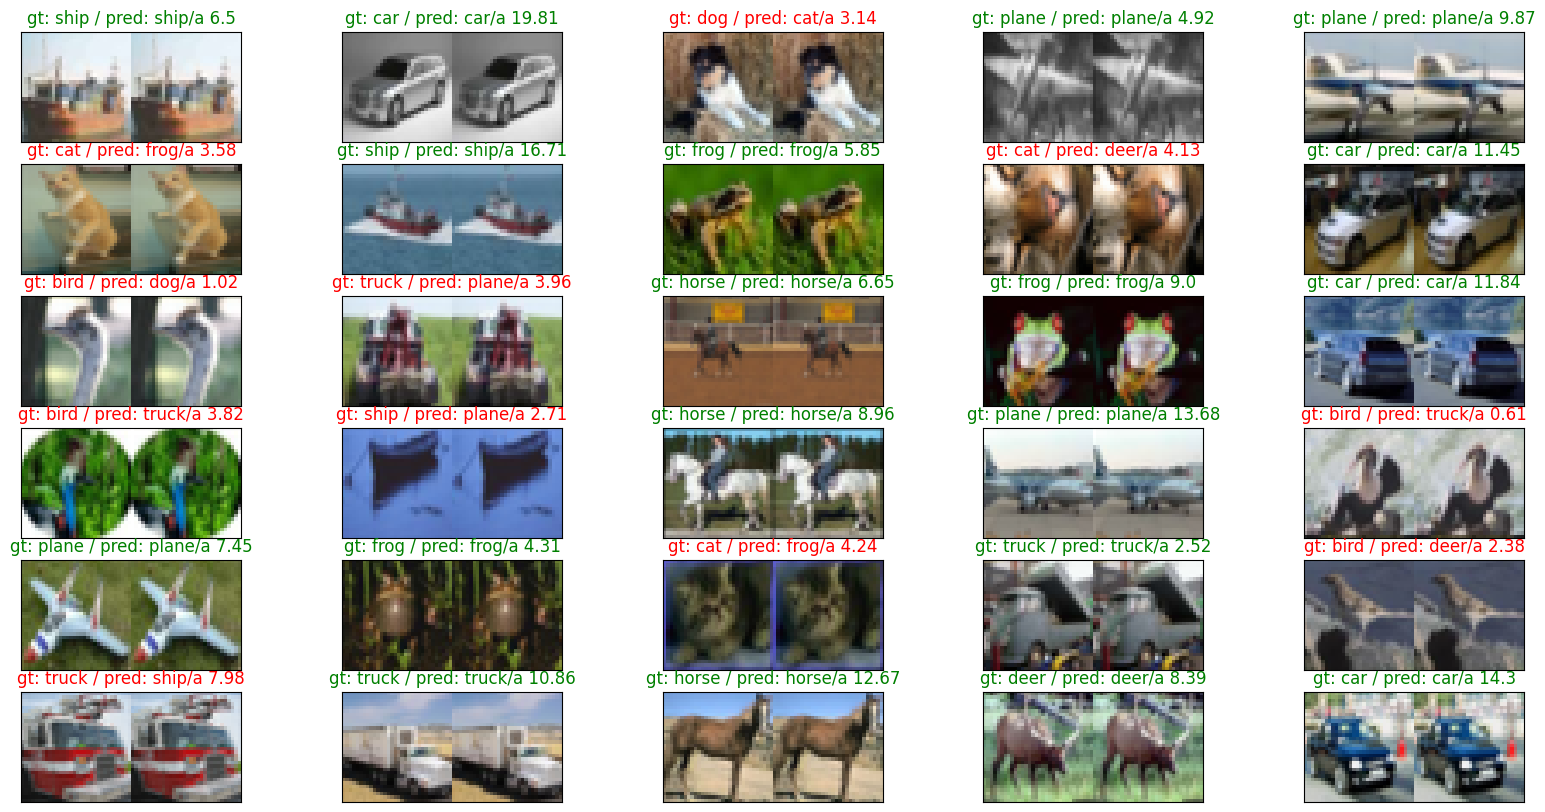 gt: ship / pred: ship/a 6.5
gt: car / pred: car/a 19.81
gt: dog / pred: cat/a 3.14
gt: plane / pred: plane/a 4.92
gt: plane / pred: plane/a 9.87
gt: cat / pred: frog/a 3.58
gt: ship / pred: ship/a 16.71
gt: frog / pred: frog/a 5.85
gt: cat / pred: deer/a 4.13
gt: car / pred: car/a 11.45
gt: bird / pred: dog/a 1.02
gt: truck / pred: plane/a 3.96
gt: horse / pred: horse/a 6.65
gt: frog / pred: frog/a 9.0
gt: car / pred: car/a 11.84
gt: bird / pred: truck/a 3.82
gt: ship / pred: plane/a 2.71
gt: horse / pred: horse/a 8.96
gt: plane / pred: plane/a 13.68
gt: bird / pred: truck/a 0.61
gt: plane / pred: plane/a 7.45
gt: frog / pred: frog/a 4.31
gt: cat / pred: frog/a 4.24
gt: truck / pred: truck/a 2.52
gt: bird / pred: deer/a 2.38
gt: truck / pred: ship/a 7.98
gt: truck / pred: truck/a 10.86
gt: horse / pred: horse/a 12.67
gt: deer / pred: deer/a 8.39
gt: car / pred: car/a 14.3